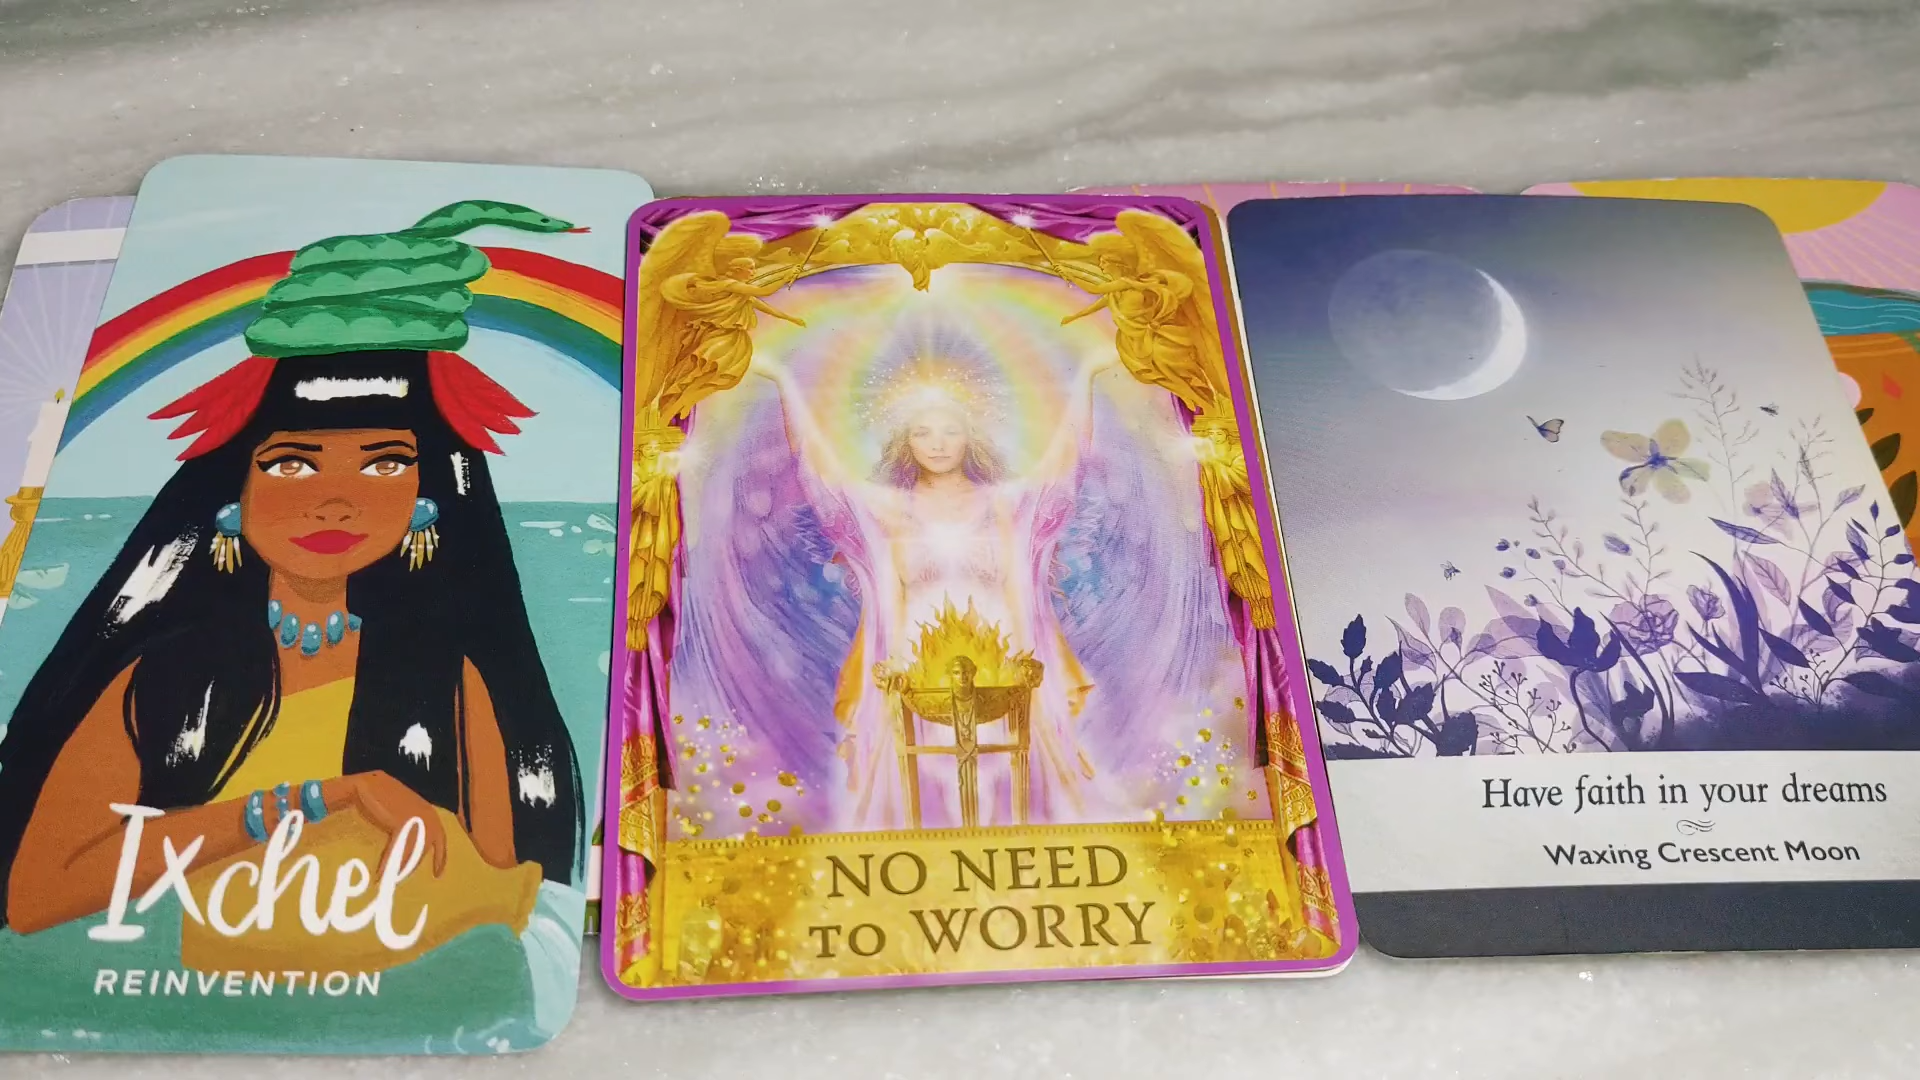 Ixchel
REINVENTION
NO NEED
TO WORRY
Have faith in your dreams
Waxing Crescent Moon